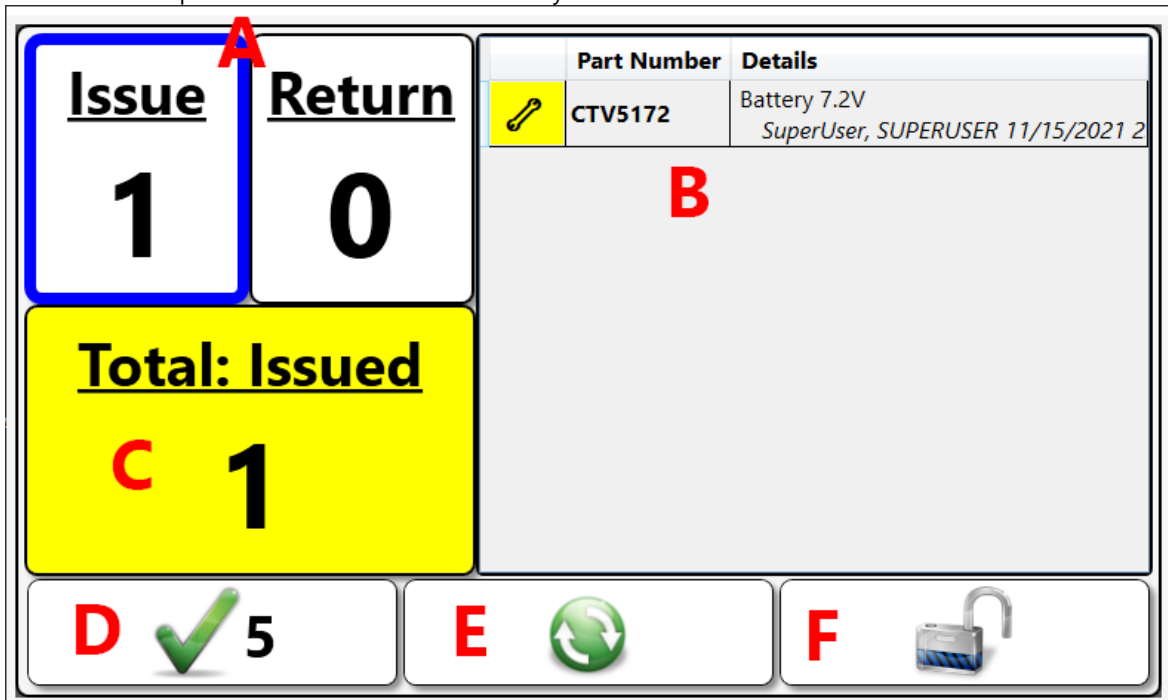 A
Issue Return
1 0
Part Number Details
CTV5172 Battery 7.2V
SuperUser, SUPERUSER 11/15/2021 2
B
Total: Issued
C 1
D 5 E F